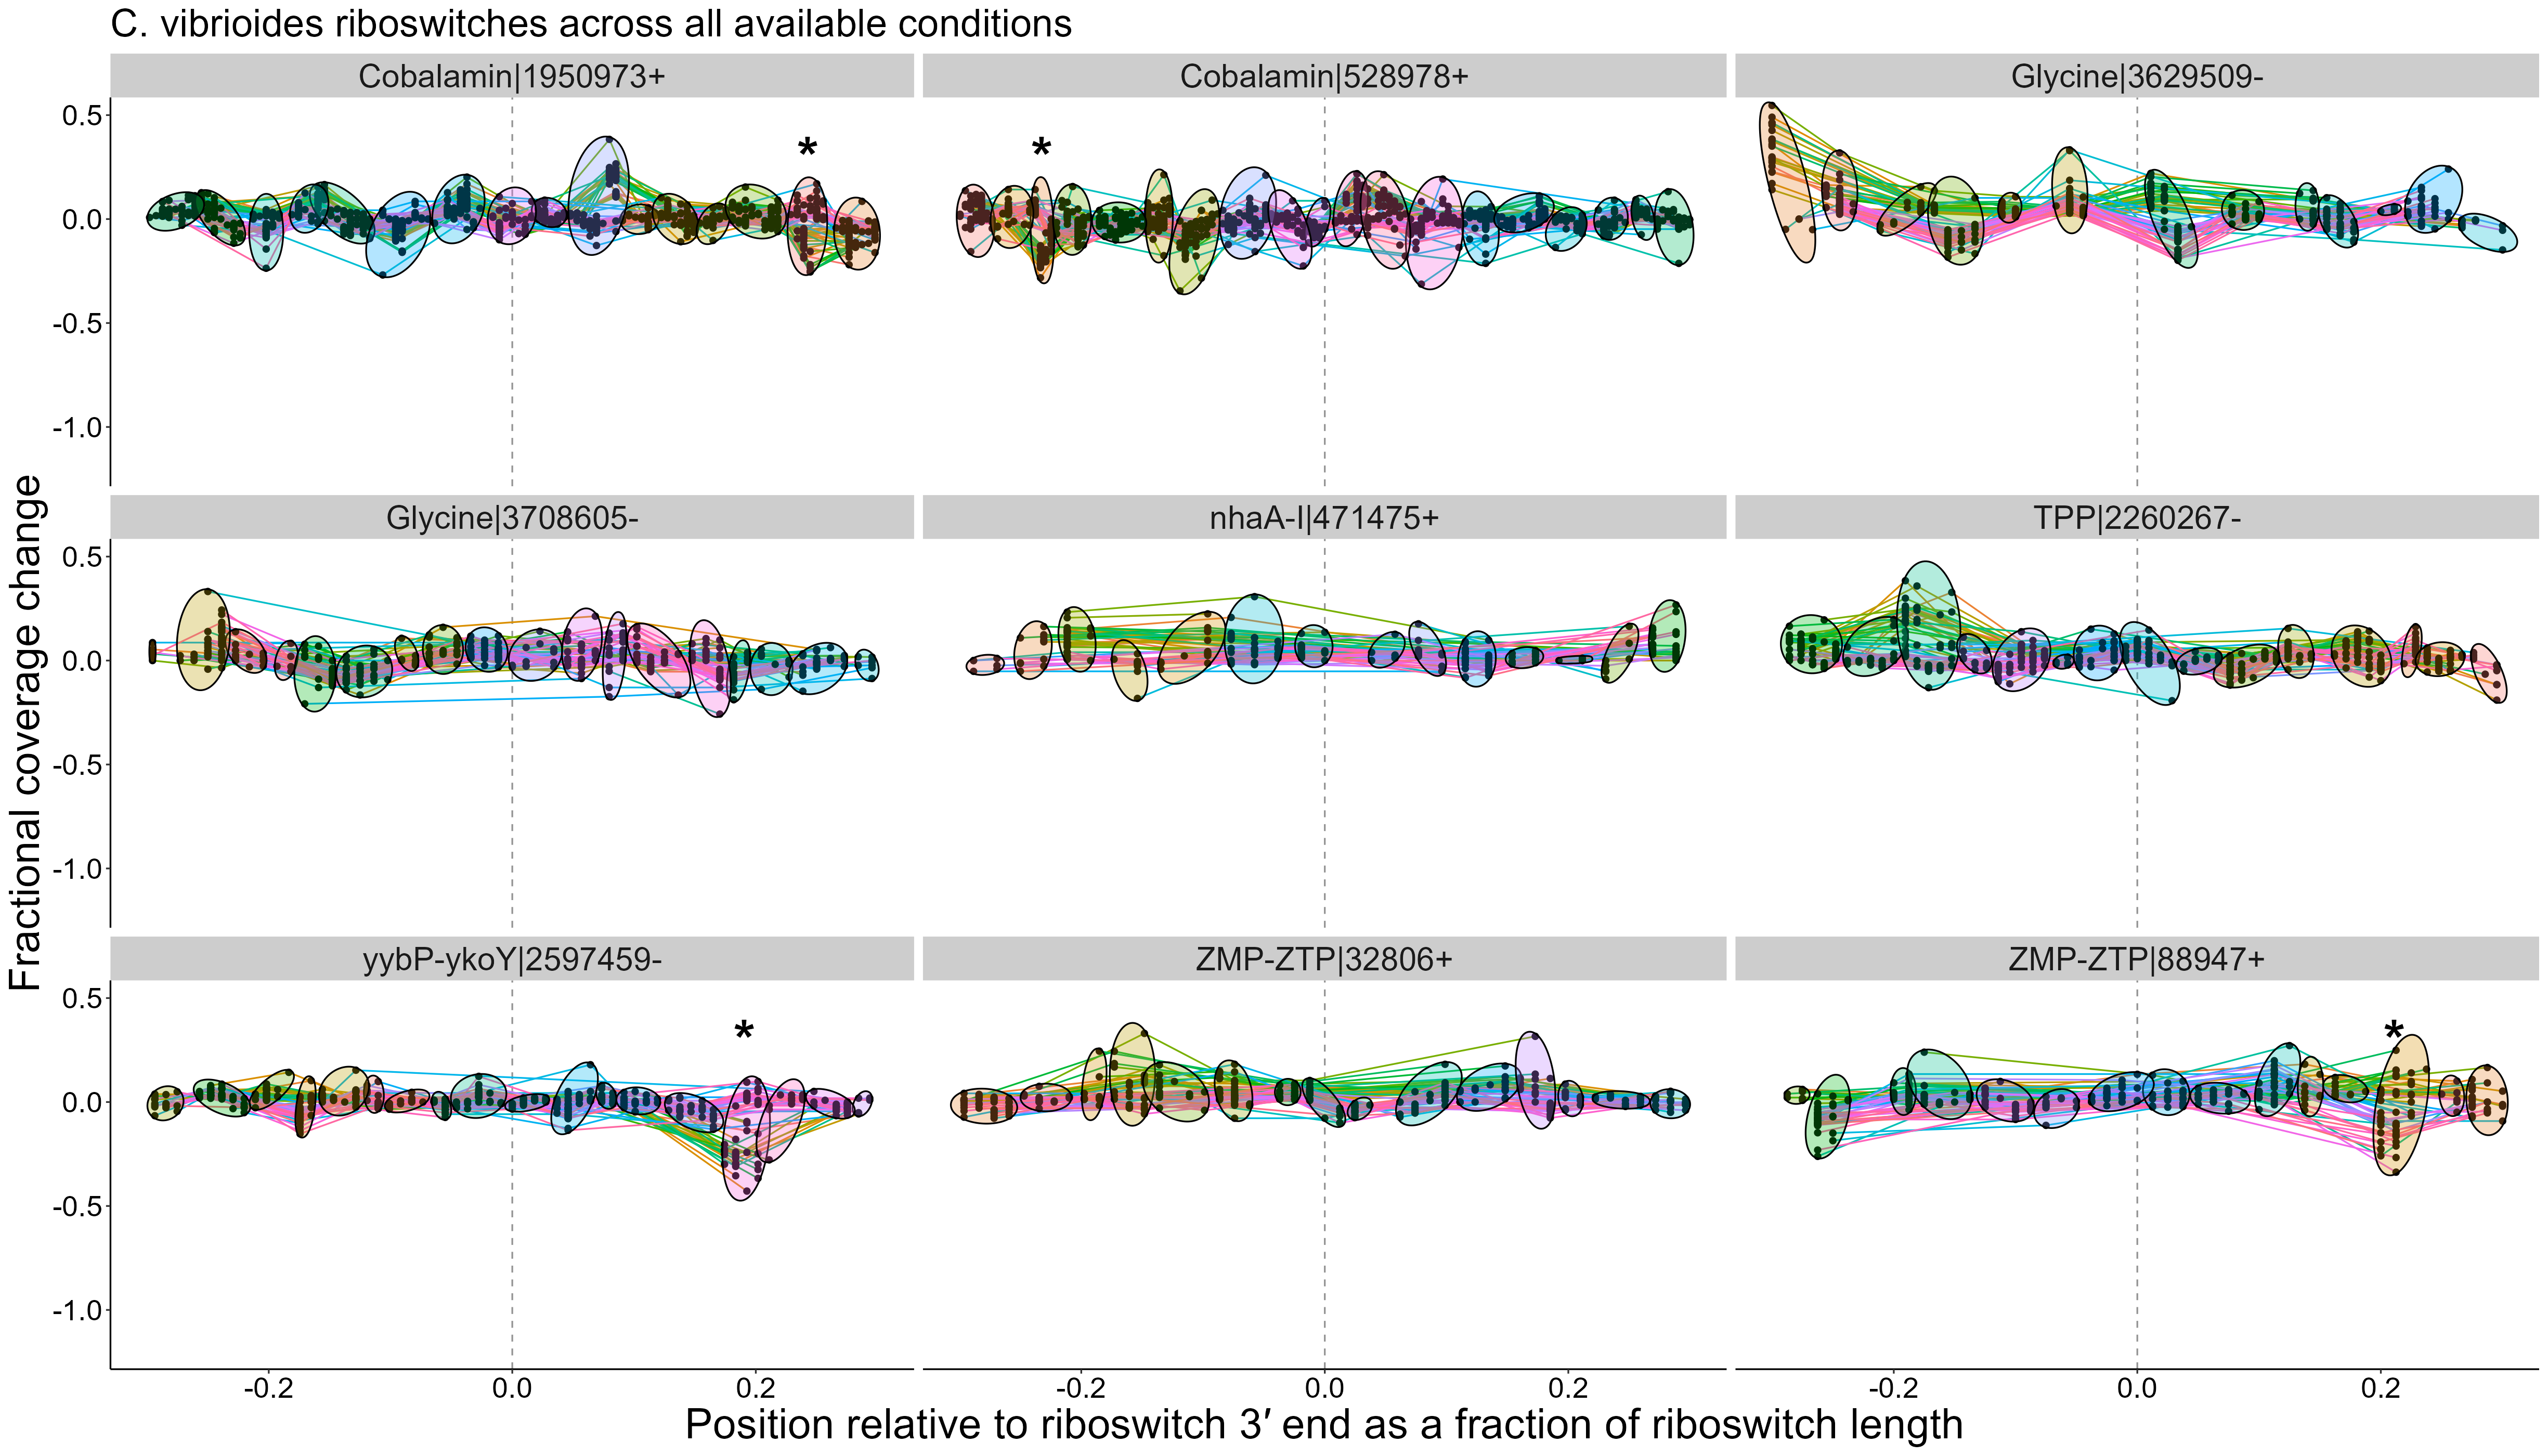 C. vibrioides riboswitches across all available conditions
Cobalamin|1950973+
Cobalamin|528978+
Glycine|3629509-
0.5
0.0
-0.5
-1.0
*
*
Glycine|3708605-
nhaA-I|471475+
TPP|2260267-
0.5
0.0
-0.5
-1.0
yybP-ykoY|2597459-
ZMP-ZTP|32806+
ZMP-ZTP|88947+
0.5
0.0
-0.5
-1.0
*
*
-0.2 0.0 0.2
-0.2 0.0 0.2
-0.2 0.0 0.2
Fractional coverage change
Position relative to riboswitch 3′ end as a fraction of riboswitch length